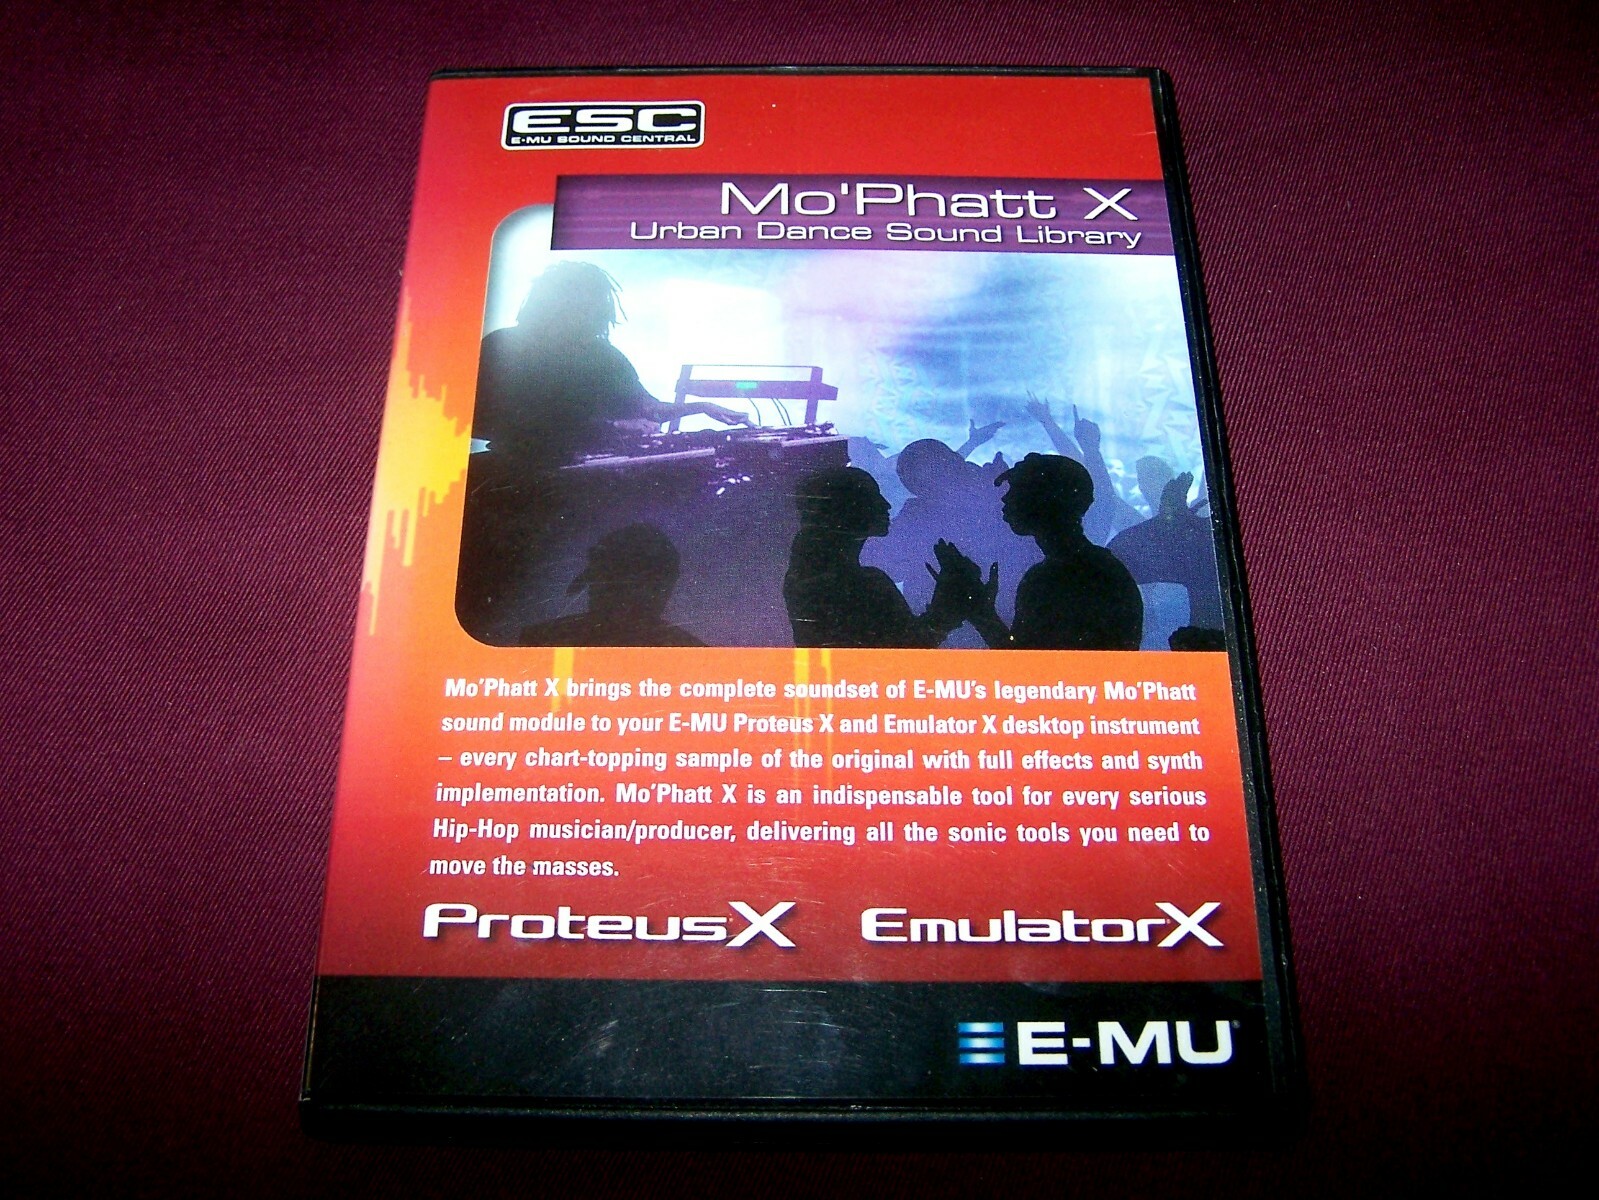 ESC
E-MU SOUND CENTRAL
Mo'Phatt X
Urban Dance Sound Library
Mo'Phatt X brings the complete soundset of E-MU's legendary Mo'Phatt
sound module to your E-MU Proteus X and Emulator X desktop instrument
– every chart-topping sample of the original with full effects and synth
implementation. Mo'Phatt X is an indispensable tool for every serious
Hip-Hop musician/producer, delivering all the sonic tools you need to
move the masses.
ProteusX EmulatorX
E-MU®